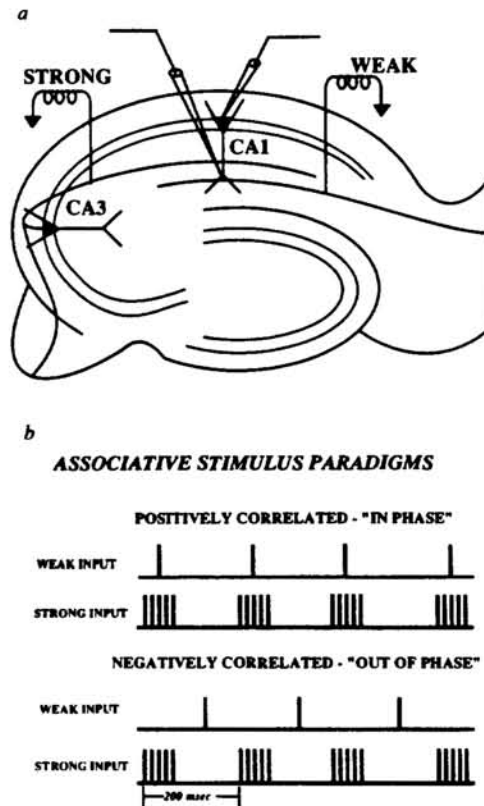 a
STRONG
WEAK
CA1
CA3
b
ASSOCIATIVE STIMULUS PARADIGMS
POSITIVELY CORRELATED - "IN PHASE"
WEAK INPUT
STRONG INPUT
NEGATIVELY CORRELATED - "OUT OF PHASE"
WEAK INPUT
STRONG INPUT
200 msec